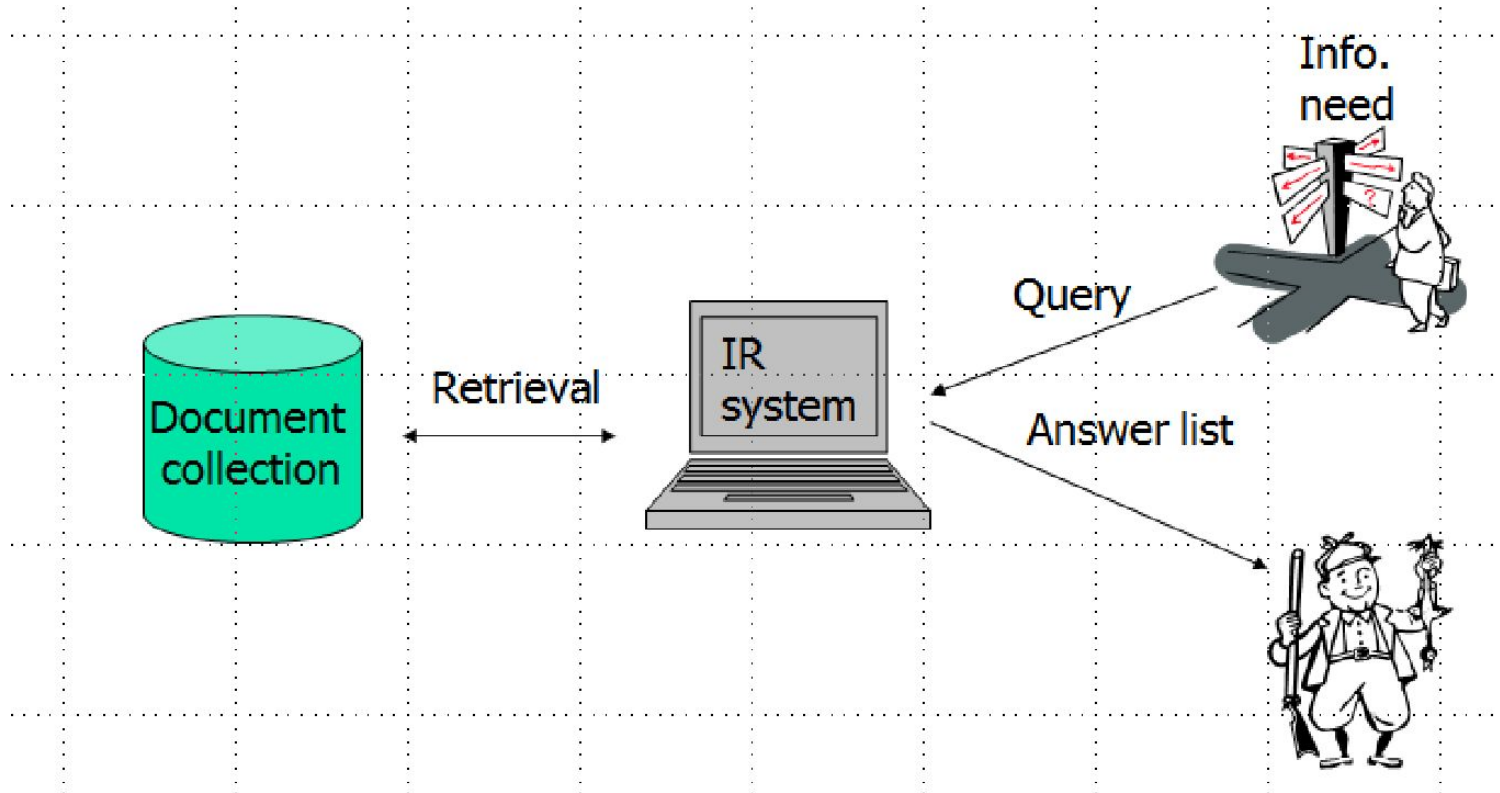 Info.
need
?
Query
IR
system
Retrieval
Document
collection
Answer list